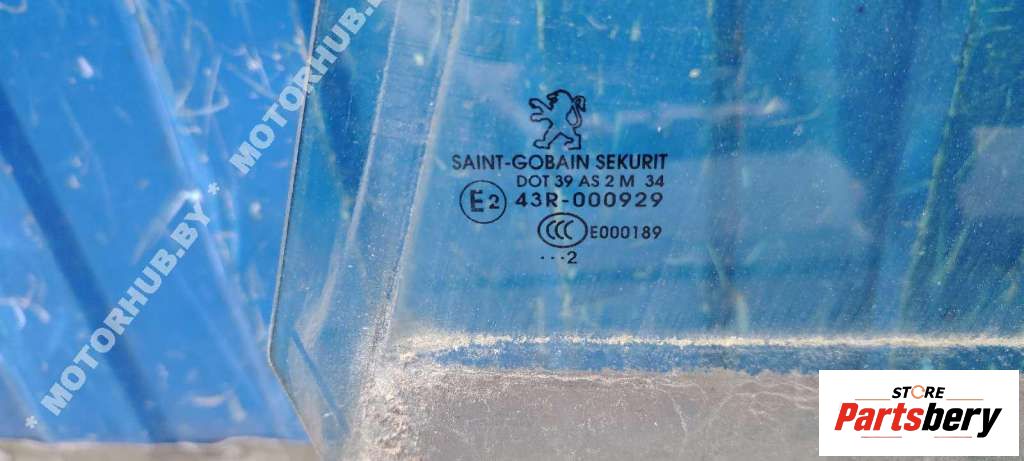 SAINT-GOBAIN SEKURIT
DOT 39 AS 2 M 34
E2 43R-000929
CCC E000189
...2
* MOTORHUB.BY *
* MOTORHUB.BY
STORE
Partsbery